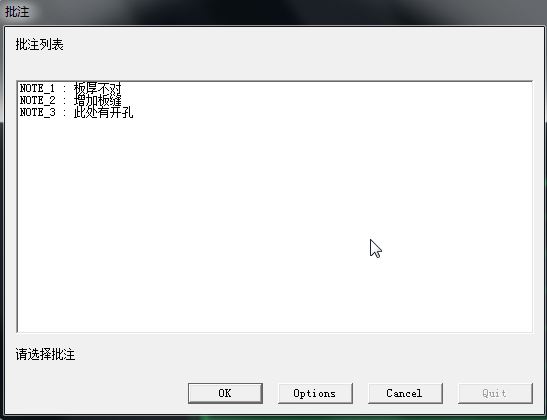 批注
批注列表
NOTE_1 : 板厚不对
NOTE_2 : 增加板缝
NOTE_3 : 此处有开孔
请选择批注
OK
Options
Cancel
Quit